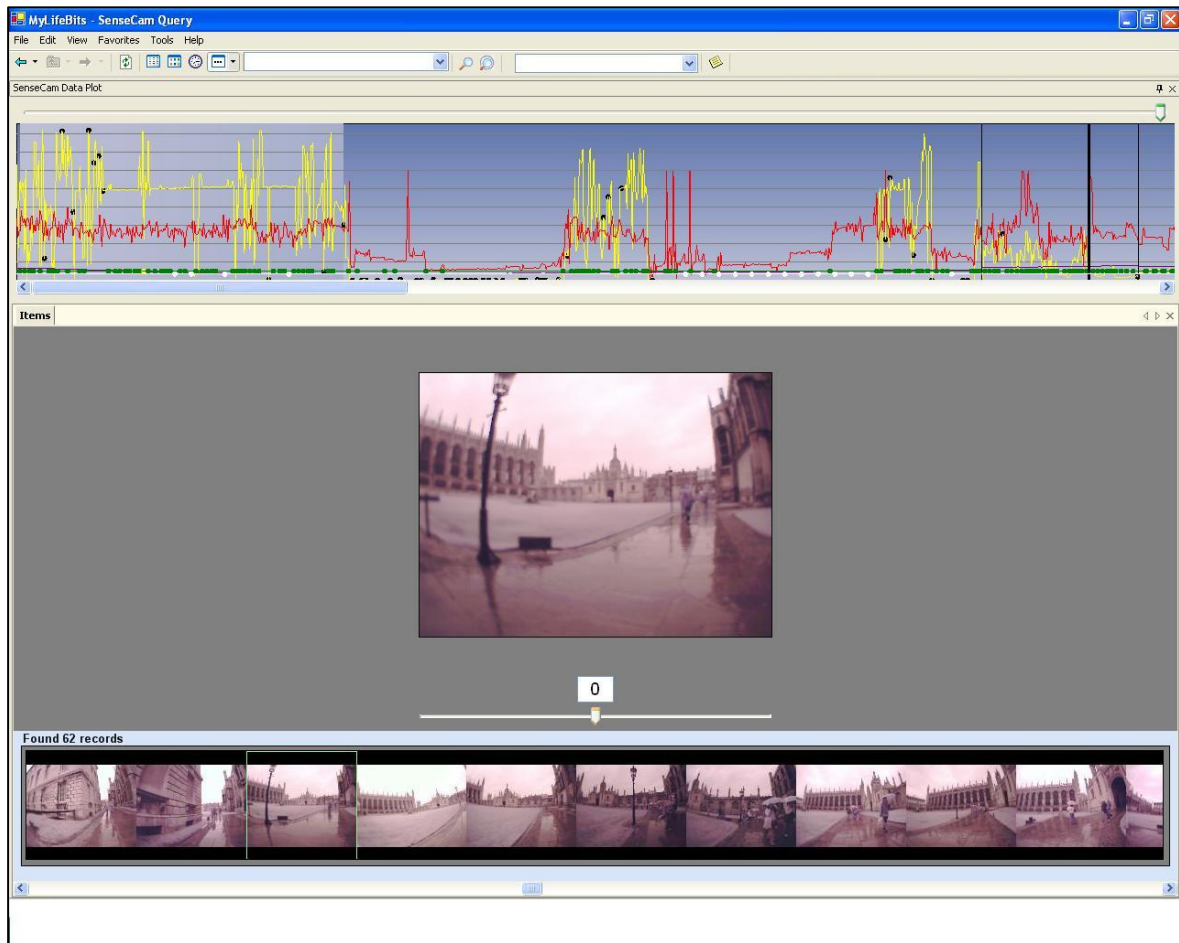 MyLifeBits - SenseCam Query
File Edit View Favorites Tools Help
SenseCam Data Plot
Items
0
Found 62 records